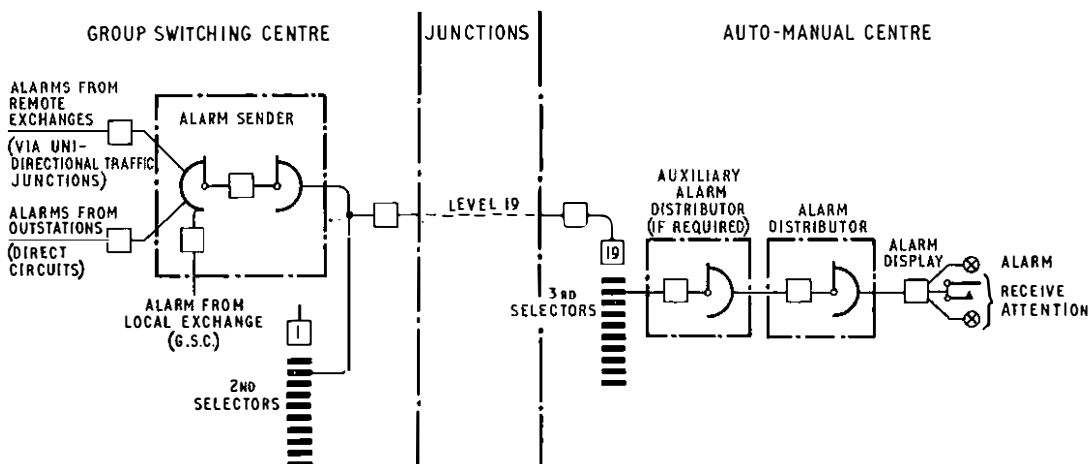 GROUP SWITCHING CENTRE
JUNCTIONS
AUTO-MANUAL CENTRE
ALARMS FROM
REMOTE
EXCHANGES
(VIA UNI-
DIRECTIONAL TRAFFIC
JUNCTIONS)
ALARMS FROM
OUTSTATIONS
(DIRECT
CIRCUITS)
ALARM SENDER
ALARM FROM
LOCAL EXCHANGE
(G.S.C.)
1
2ND
SELECTORS
LEVEL 19
19
3RD
SELECTORS
AUXILIARY
ALARM
DISTRIBUTOR
(IF REQUIRED)
ALARM
DISTRIBUTOR
ALARM
DISPLAY
ALARM
RECEIVE
ATTENTION